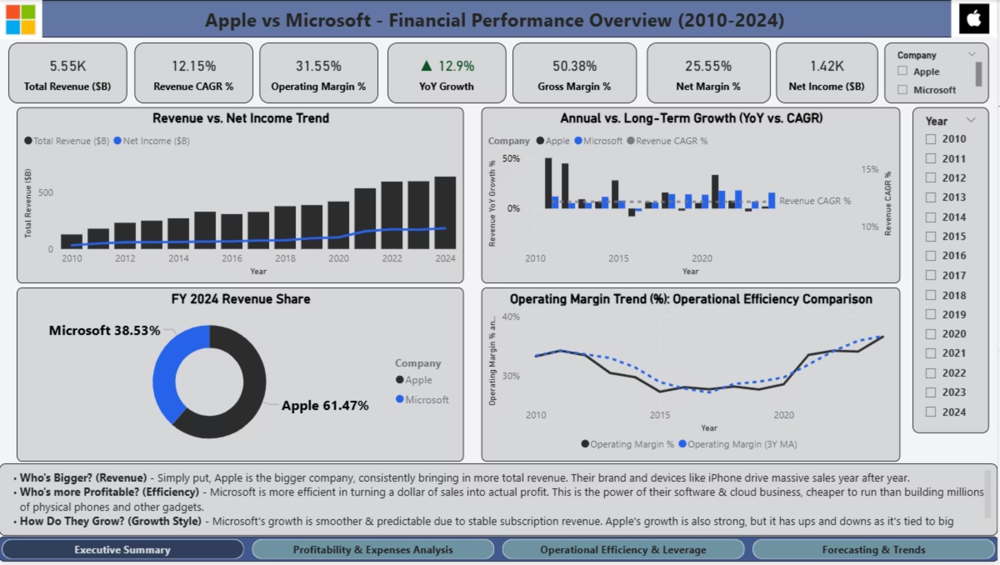 Apple vs Microsoft - Financial Performance Overview (2010-2024)
5.55K
Total Revenue ($B)
12.15%
Revenue CAGR %
31.55%
Operating Margin %
▲ 12.9%
YoY Growth
50.38%
Gross Margin %
25.55%
Net Margin %
1.42K
Net Income ($B)
Company
Apple
Microsoft
Revenue vs. Net Income Trend
Total Revenue ($B) Net Income ($B)
Total Revenue ($B)
500
0
2010 2012 2014 2016 2018 2020 2022 2024
Year
Annual vs. Long-Term Growth (YoY vs. CAGR)
Company Apple Microsoft Revenue CAGR %
Revenue YoY Growth %
50%
0%
Revenue CAGR %
15%
10%
Revenue CAGR %
2010 2015 2020
Year
Year
2010
2011
2012
2013
2014
2015
2016
2017
2018
2019
2020
2021
2022
2023
2024
FY 2024 Revenue Share
Microsoft 38.53%
Apple 61.47%
Company
Apple
Microsoft
Operating Margin Trend (%): Operational Efficiency Comparison
Operating Margin % an...
40%
30%
2010 2015 2020
Year
Operating Margin % Operating Margin (3Y MA)
• Who's Bigger? (Revenue) - Simply put, Apple is the bigger company, consistently bringing in more total revenue. Their brand and devices like iPhone drive massive sales year after year.
• Who's more Profitable? (Efficiency) - Microsoft is more efficient in turning a dollar of sales into actual profit. This is the power of their software & cloud business, cheaper to run than building millions
of physical phones and other gadgets.
• How Do They Grow? (Growth Style) - Microsoft's growth is smoother & predictable due to stable subscription revenue. Apple's growth is also strong, but it has ups and downs as it's tied to big
Executive Summary
Profitability & Expenses Analysis
Operational Efficiency & Leverage
Forecasting & Trends